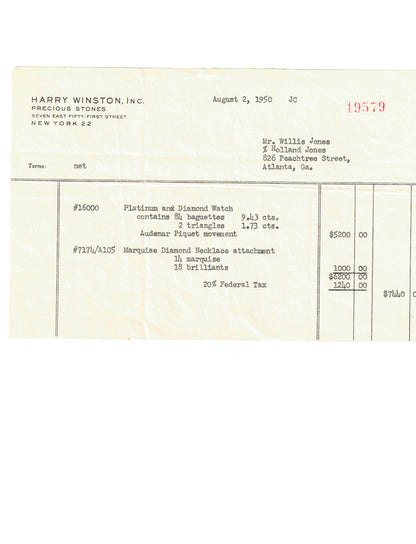 HARRY WINSTON, INC.
PRECIOUS STONES
SEVEN EAST FIFTY-FIRST STREET
NEW YORK 22
August 2, 1950 JC
19579
Mr. Willis Jones
% Holland Jones
826 Peachtree Street,
Atlanta, Ga.
Terms: net
#16000 Platinum and Diamond Watch
contains 84 baguettes 9.43 cts.
2 triangles 1.73 cts.
Audemar Piquet movement $5200 00
#7174/A105 Marquise Diamond Necklace attachment
14 marquise
18 brilliants 1000 00
$6200 00
20% Federal Tax 1240 00
$7440 0